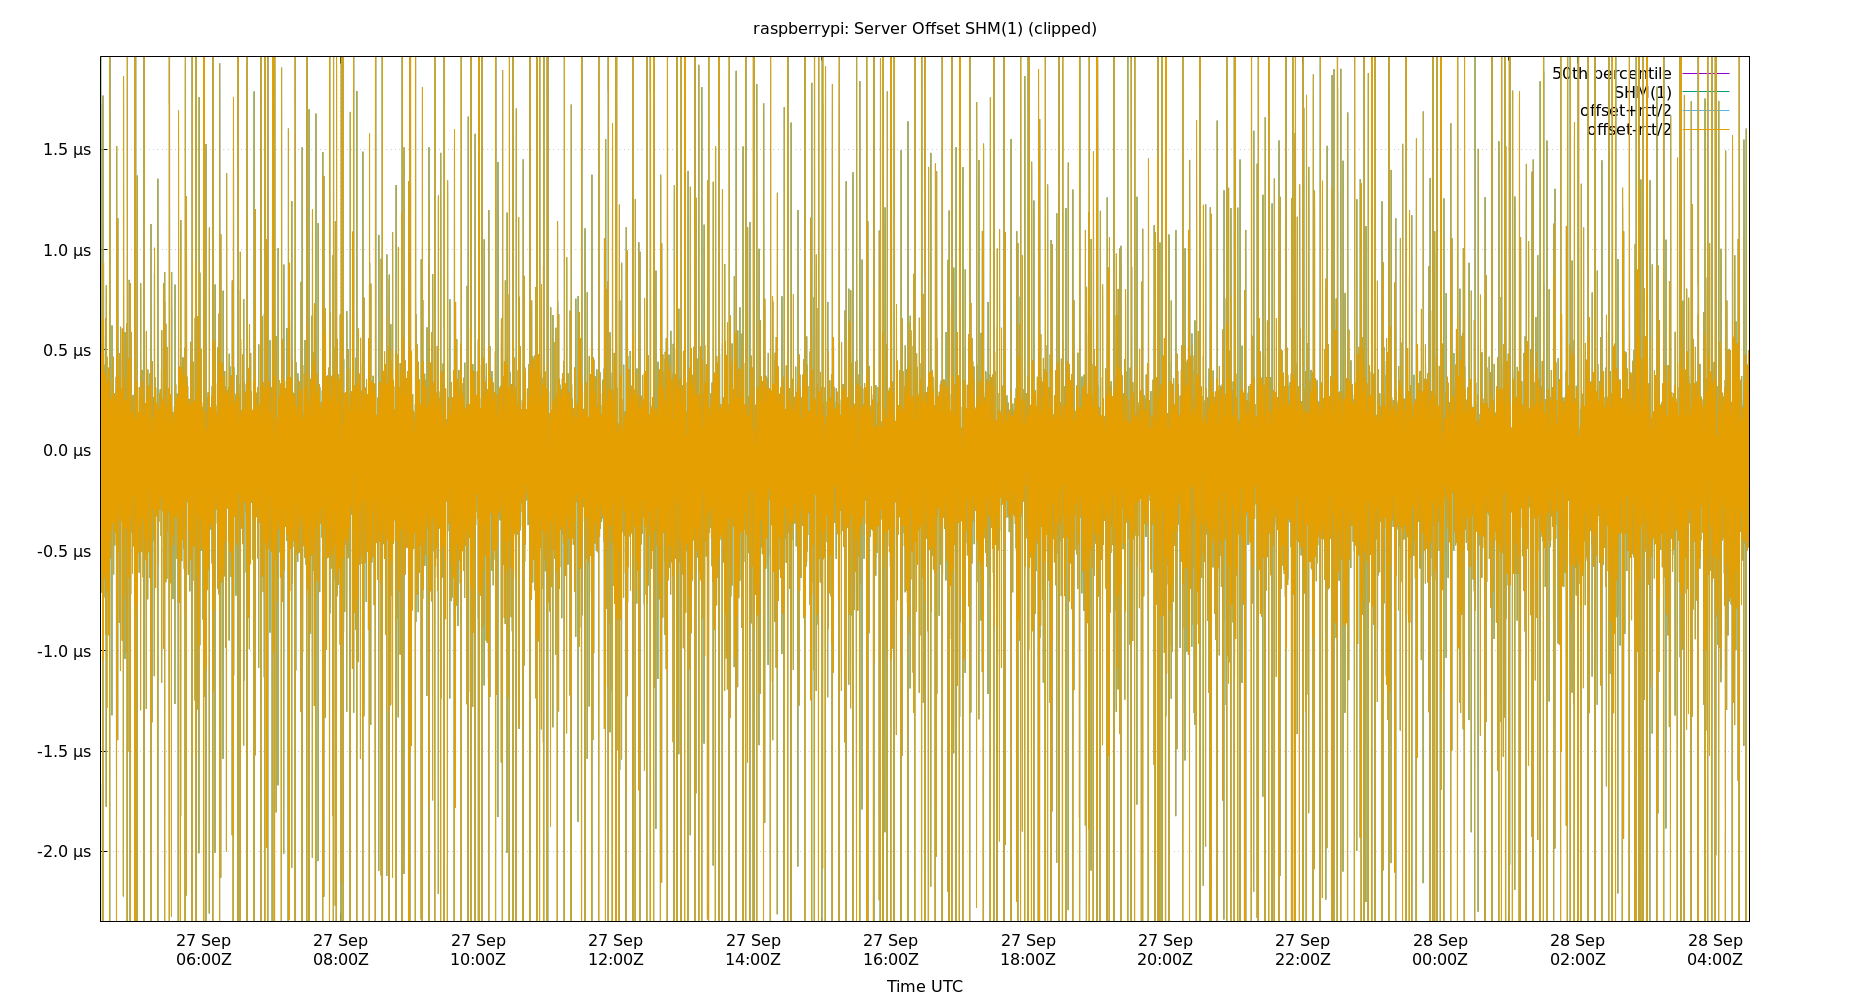 raspberrypi: Server Offset SHM(1) (clipped)
50th percentile
SHM(1)
offset+rtt/2
offset-rtt/2
1.5 µs
1.0 µs
0.5 µs
0.0 µs
-0.5 µs
-1.0 µs
-1.5 µs
-2.0 µs
27 Sep 27 Sep 27 Sep 27 Sep 27 Sep 27 Sep 27 Sep 27 Sep 27 Sep 28 Sep 28 Sep 28 Sep
06:00Z 08:00Z 10:00Z 12:00Z 14:00Z 16:00Z 18:00Z 20:00Z 22:00Z 00:00Z 02:00Z 04:00Z
Time UTC